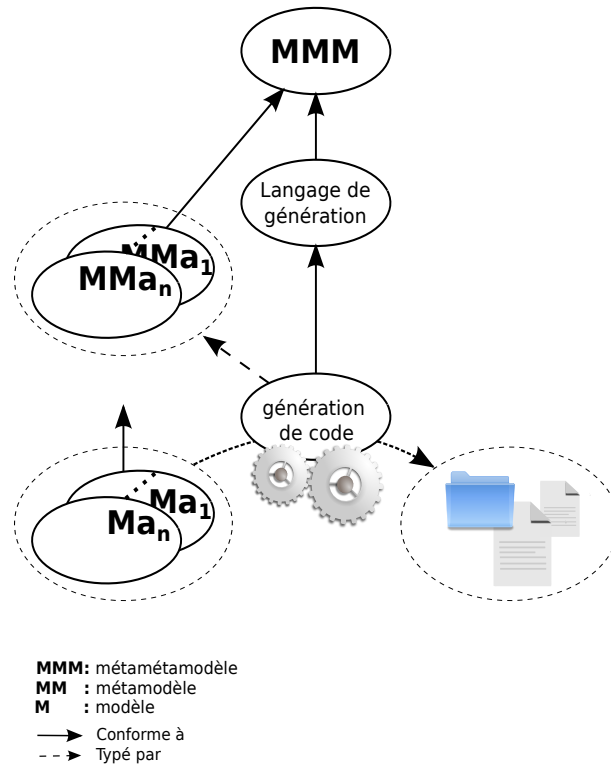 MMM
Langage de
génération
MMa1
MMan
génération
de code
Ma1
Man
MMM: métamétamodèle
MM : métamodèle
M : modèle
Conforme à
Typé par